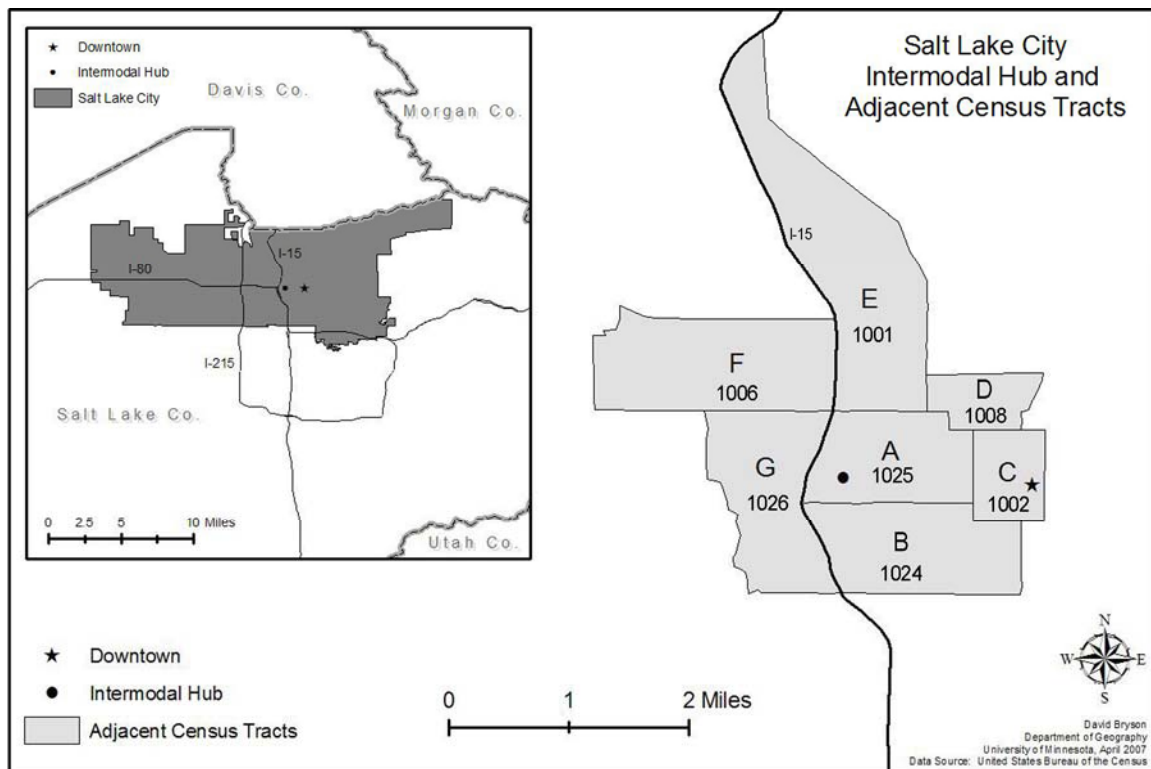 Downtown
Intermodal Hub
Salt Lake City
Davis Co.
Morgan Co.
I-15
I-80
I-215
Salt Lake Co.
Utah Co.
0 2.5 5 10 Miles
Salt Lake City
Intermodal Hub and
Adjacent Census Tracts
I-15
E
1001
F
1006
D
1008
A
1025
G
1026
C
1002
B
1024
Downtown
Intermodal Hub
Adjacent Census Tracts
0 1 2 Miles
N
W E
S
David Bryson
Department of Geography
University of Minnesota, April 2007
Data Source: United States Bureau of the Census